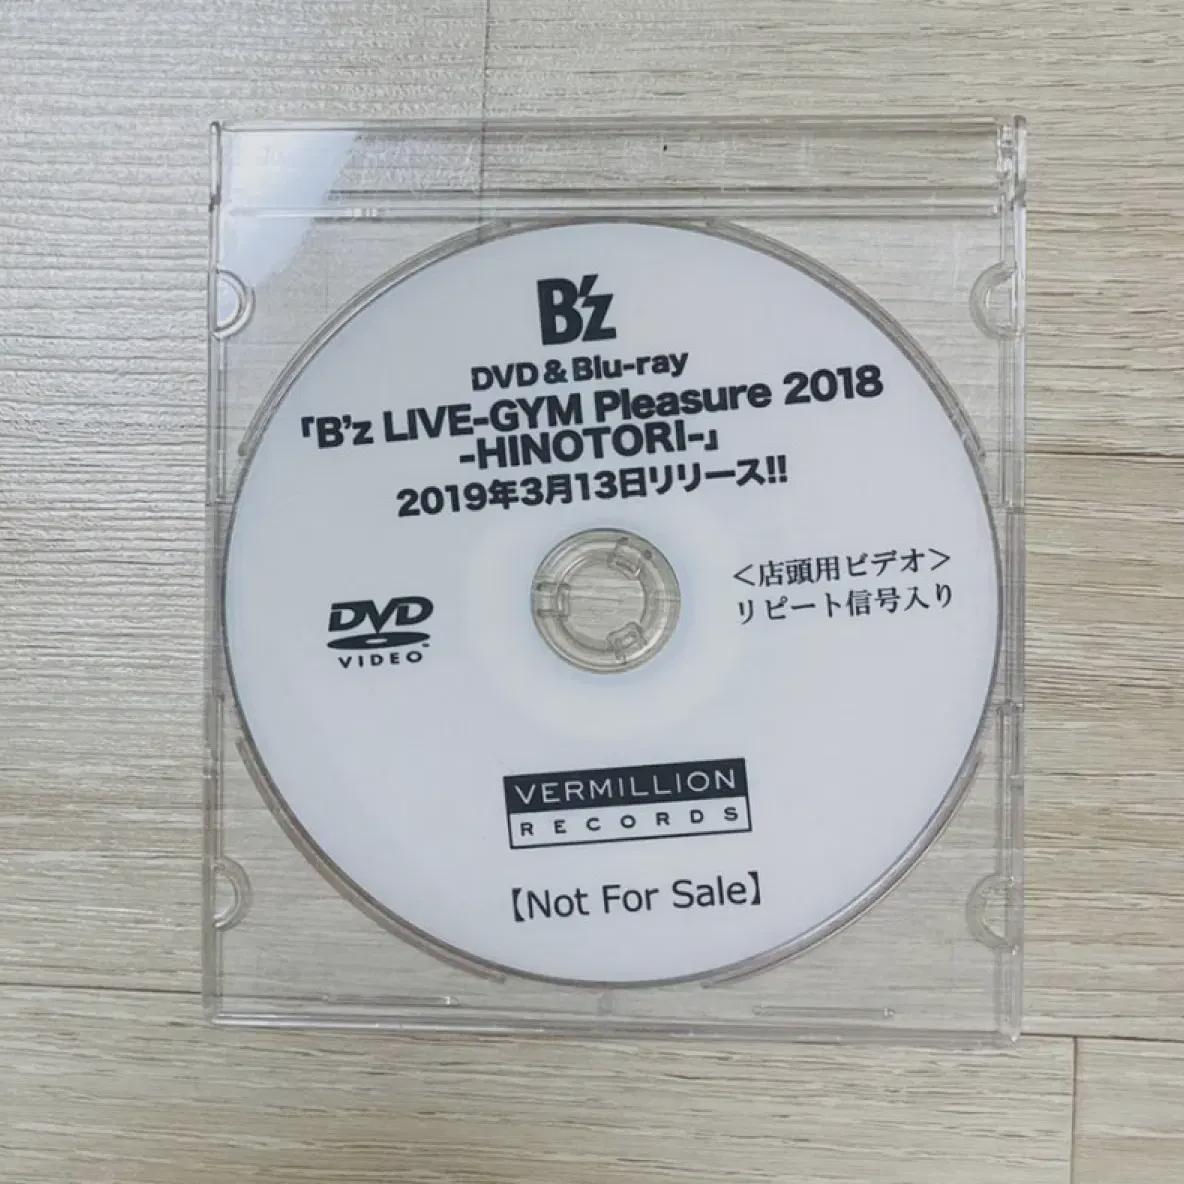 B'z
DVD & Blu-ray
「B'z LIVE-GYM Pleasure 2018
-HINOTORI-」
2019年3月13日リリース!!
＜店頭用ビデオ＞
リピート信号入り
DVD
VIDEO™
VERMILLION
RECORDS
【Not For Sale】